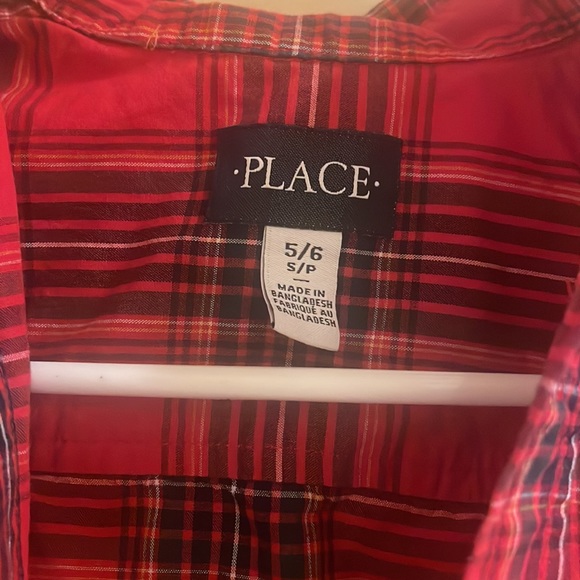 ·PLACE·
5/6
S/P
MADE IN
BANGLADESH
FABRIQUÉ AU
BANGLADESH